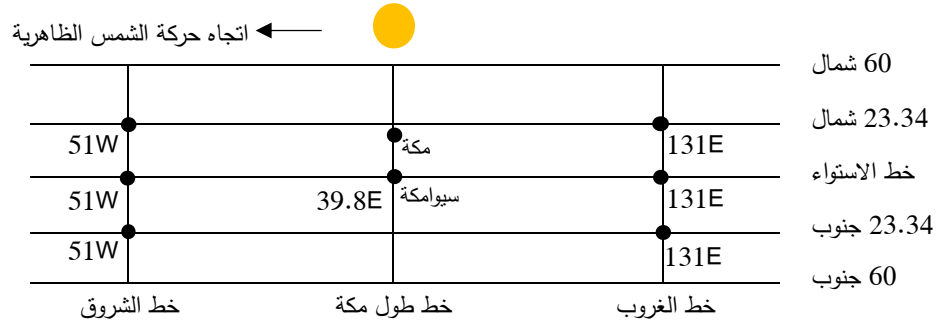 اتجاه حركة الشمس الظاهرية
60 شمال
23.34 شمال
131E مكة 51W
خط الاستواء
131E سيوامكة 39.8E 51W
23.34 جنوب
131E 51W
60 جنوب
خط الغروب خط طول مكة خط الشروق